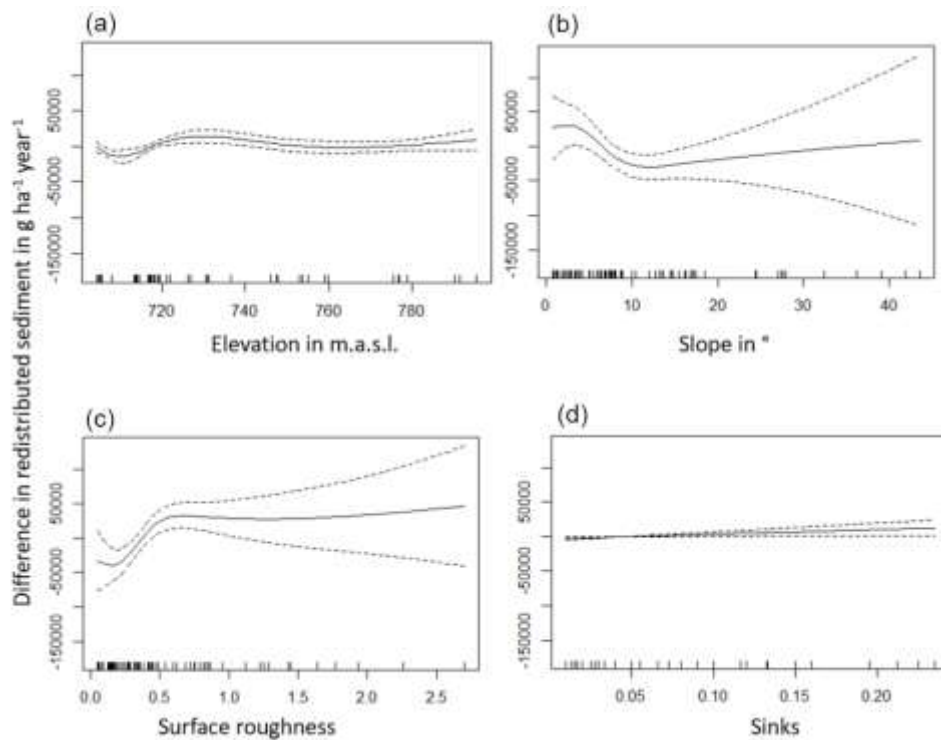 (a)
(b)
Difference in redistributed sediment in g ha⁻¹ year⁻¹
50000
-50000
-150000
720 740 760 780
Elevation in m.a.s.l.
50000
-50000
-150000
0 10 20 30 40
Slope in °
(c)
(d)
50000
-50000
-150000
0.0 0.5 1.0 1.5 2.0 2.5
Surface roughness
50000
-50000
-150000
0.05 0.10 0.15 0.20
Sinks